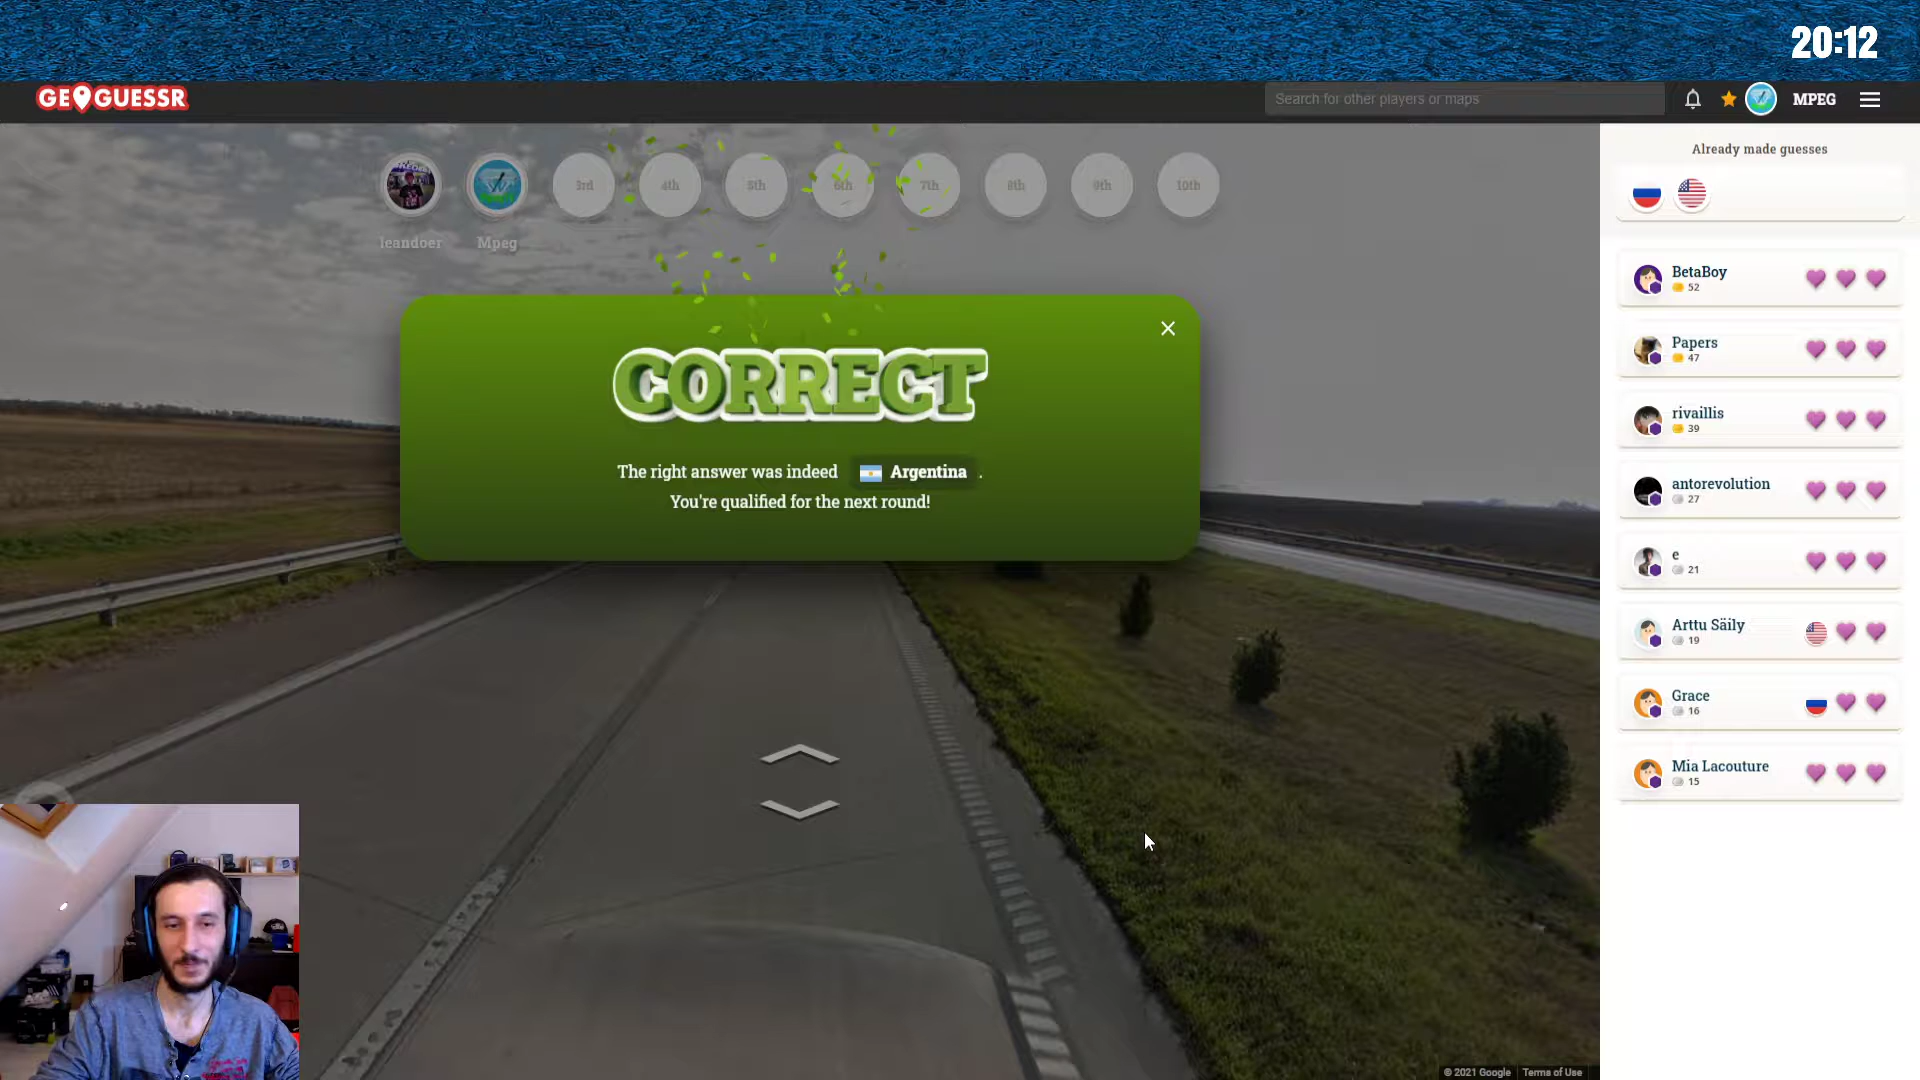 20:12
GEOGUESSR
Search for other players or maps
MPEG
Already made guesses
3rd
4th
5th
6th
7th
8th
9th
10th
leandoer
Mpeg
CORRECT
The right answer was indeed Argentina .
You're qualified for the next round!
BetaBoy
52
Papers
47
rivaillis
39
antorevolution
27
e
21
Arttu Säily
19
Grace
16
Mia Lacouture
15
© 2021 Google
Terms of Use